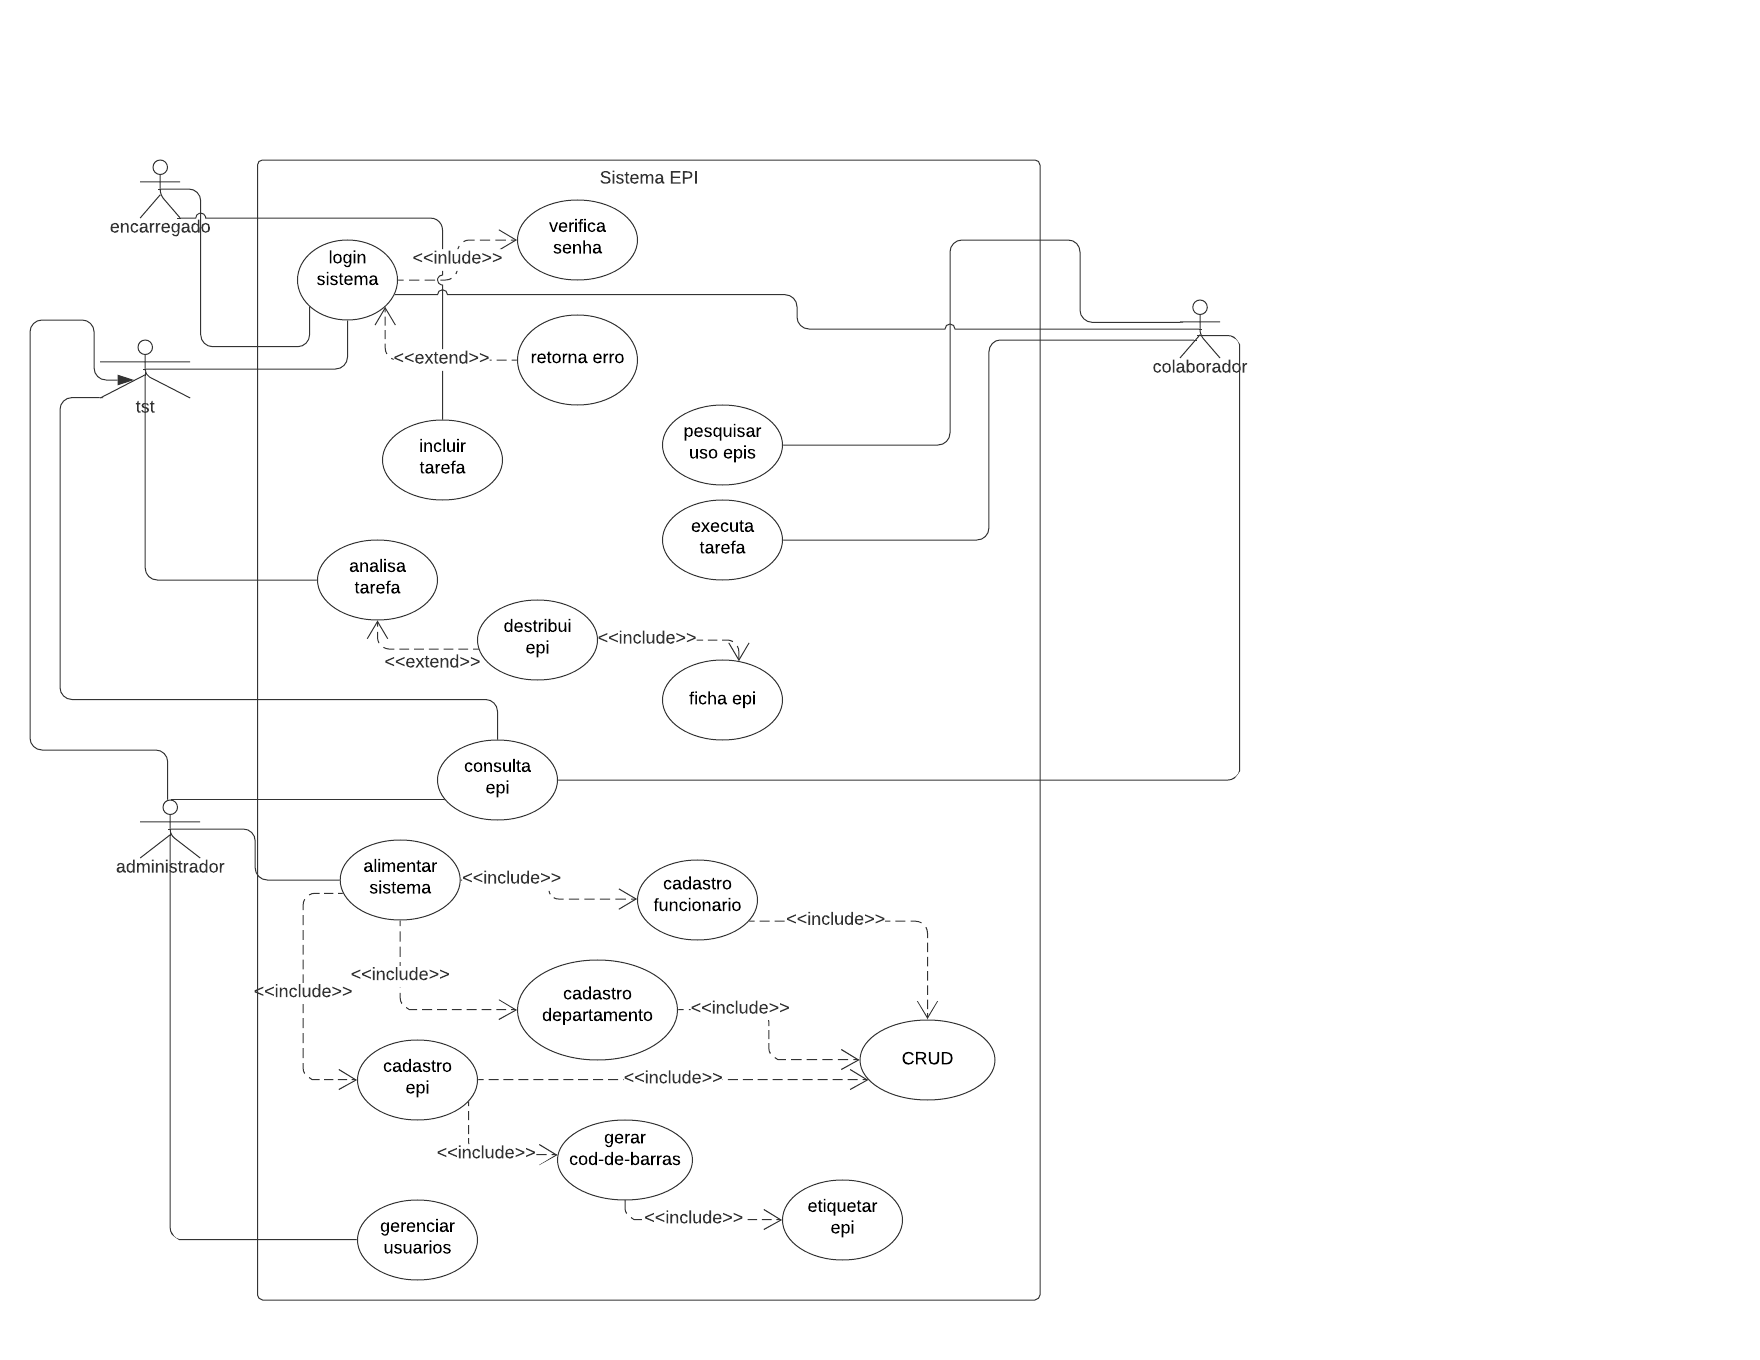 Sistema EPI
encarregado
verifica
senha
login
sistema
<<inlude>>
retorna erro
<<extend>>
tst
colaborador
incluir
tarefa
pesquisar
uso epis
executa
tarefa
analisa
tarefa
destribui
epi
<<include>>
<<extend>>
ficha epi
consulta
epi
administrador
alimentar
sistema
<<include>>
cadastro
funcionario
<<include>>
<<include>>
<<include>>
cadastro
departamento
<<include>>
CRUD
cadastro
epi
<<include>>
<<include>>
gerar
cod-de-barras
<<include>>
etiquetar
epi
gerenciar
usuarios